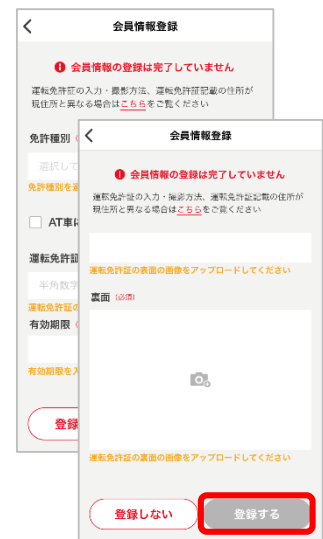 会員情報登録
会員情報の登録は完了していません
運転免許証の入力・撮影方法、運転免許証記載の住所が
現住所と異なる場合はこちらをご覧ください
免許種別
選択して
免許種別を
AT車
運転免許
半角数字
運転免許証の
有効期限
有効期限を入
登録
会員情報登録
会員情報の登録は完了していません
運転免許証の入力・撮影方法、運転免許証記載の住所が
現住所と異なる場合はこちらをご覧ください
運転免許証の表面の画像をアップロードしてください
裏面 (必須)
運転免許証の裏面の画像をアップロードしてください
登録しない
登録する